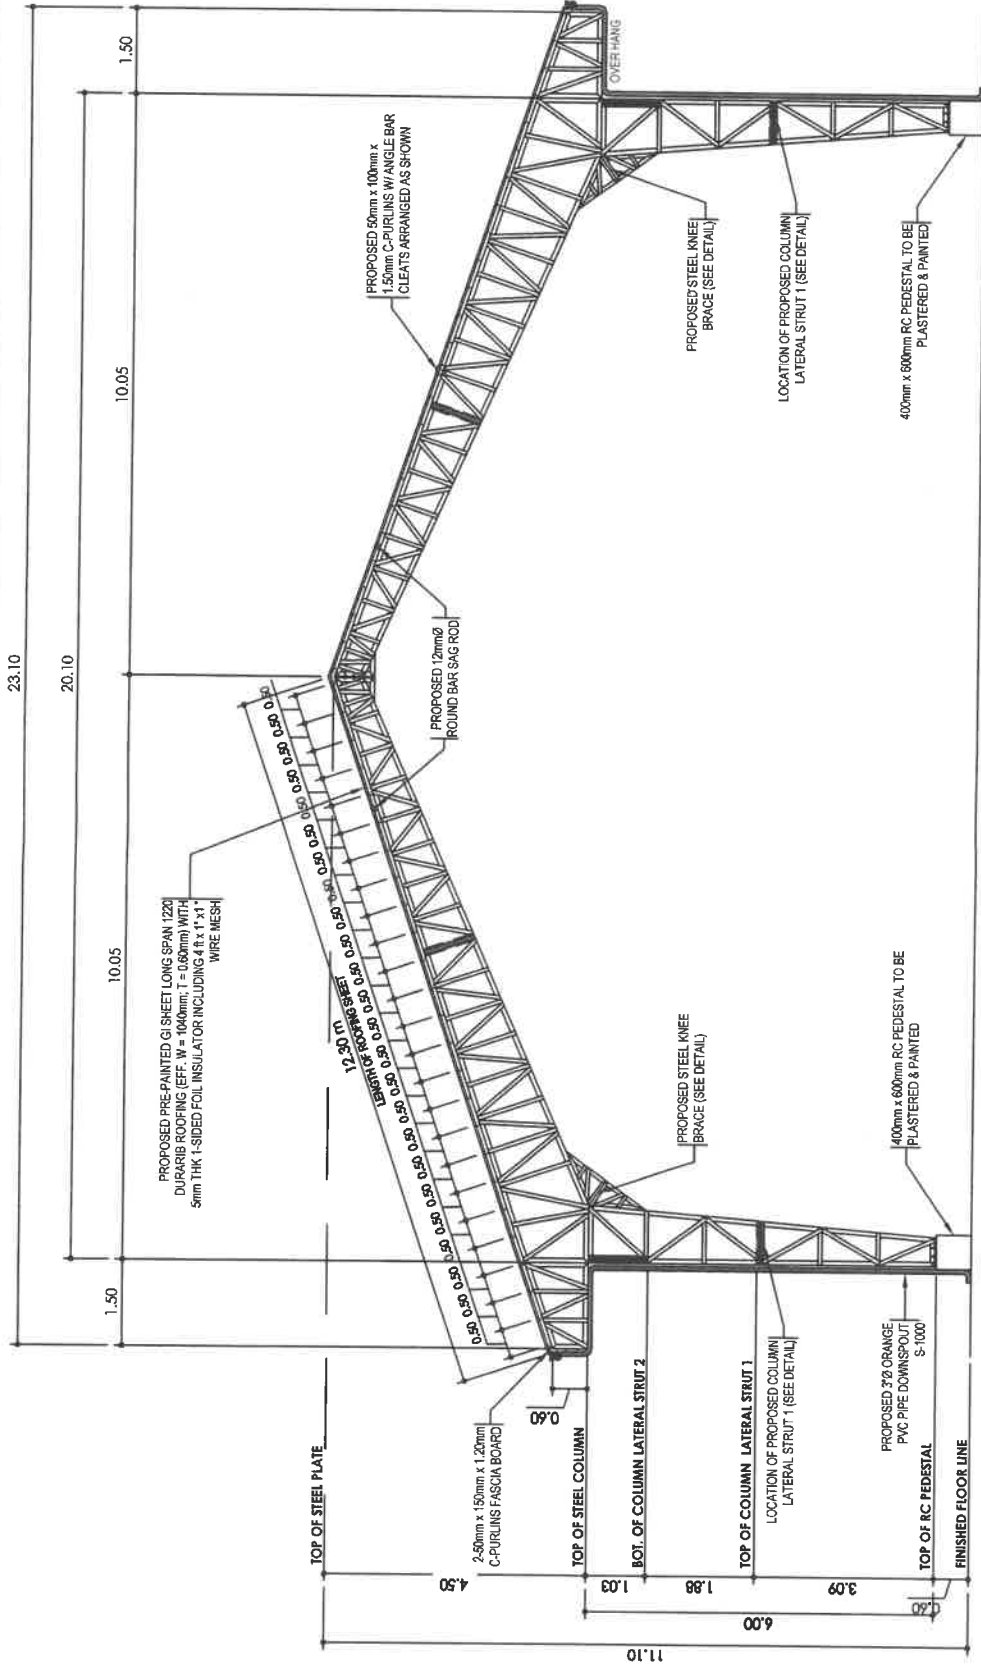 23.10
20.10
1.50
10.05
10.05
1.50
PROPOSED PRE-PAINTED GI SHEET LONG SPAN 1220
DURARIB ROOFING (EFF. W = 1040mm; T = 0.60mm) WITH
5mm THK 1-SIDED FOIL INSULATOR INCLUDING 4 ft x 1" x1"
WIRE MESH
PROPOSED 50mm x 100mm x
1.50mm C-PURLINS W/ ANGLE BAR
CLEATS ARRANGED AS SHOWN
OVER HANG
12.30 m
LENGTH OF ROOFING SHEET
0.50 0.50 0.50 0.50 0.50 0.50 0.50 0.50 0.50 0.50 0.50 0.50 0.50 0.50 0.50 0.50 0.50 0.50 0.50 0.50 0.50 0.50 0.50 0.50
PROPOSED 12mmØ
ROUND BAR SAG ROD
TOP OF STEEL PLATE
2-50mm x 150mm x 1.20mm
C-PURLINS FASCIA BOARD
0.60
TOP OF STEEL COLUMN
BOT. OF COLUMN LATERAL STRUT 2
TOP OF COLUMN LATERAL STRUT 1
LOCATION OF PROPOSED COLUMN
LATERAL STRUT 1 (SEE DETAIL)
PROPOSED 3"Ø ORANGE
PVC PIPE DOWNSPOUT
S-1000
TOP OF RC PEDESTAL
FINISHED FLOOR LINE
PROPOSED STEEL KNEE
BRACE (SEE DETAIL)
400mm x 600mm RC PEDESTAL TO BE
PLASTERED & PAINTED
PROPOSED STEEL KNEE
BRACE (SEE DETAIL)
LOCATION OF PROPOSED COLUMN
LATERAL STRUT 1 (SEE DETAIL)
400mm x 600mm RC PEDESTAL TO BE
PLASTERED & PAINTED
4.50
1.03
1.88
3.09
0.60
6.00
11.10